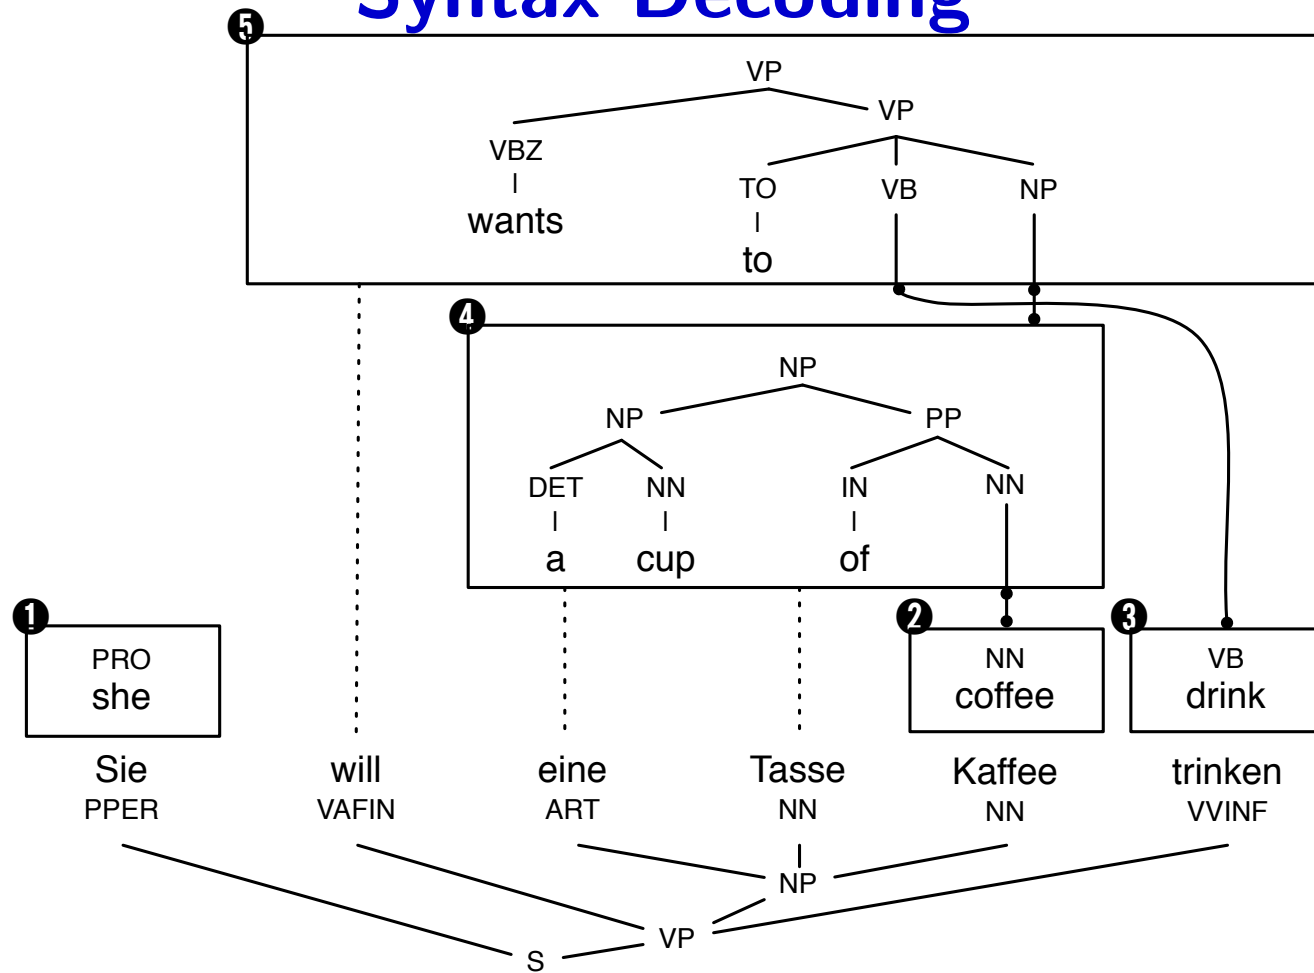 Syntax Decoding
5
VP
VP
VBZ
TO VB NP
wants
to
4
NP
NP PP
DET NN IN NN
a cup of
1 2 3
PRO NN VB
she coffee drink
Sie will eine Tasse Kaffee trinken
PPER VAFIN ART NN NN VVINF
NP
VP
S